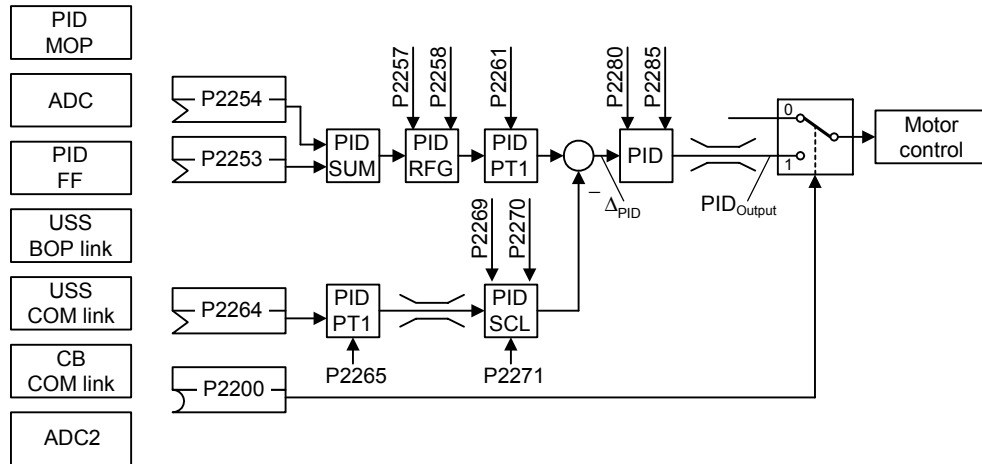 PID
MOP
ADC
PID
FF
USS
BOP link
USS
COM link
CB
COM link
ADC2
P2254
P2253
P2264
P2200
PID
SUM
P2257
P2258
PID
RFG
P2261
PID
PT1
−
Δ_PID
P2280
P2285
PID
PID_Output
0
1
Motor
control
PID
PT1
P2265
P2269
P2270
PID
SCL
P2271